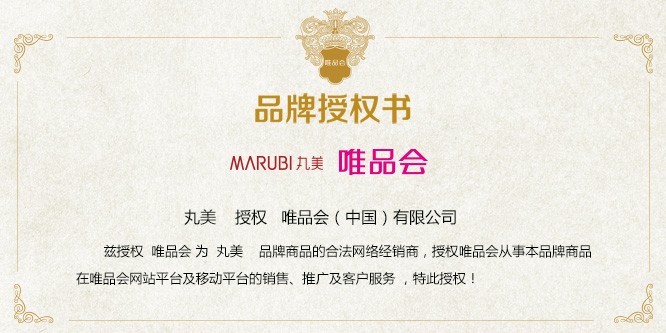 唯品会
品牌授权书
MARUBI 丸美 唯品会
丸美 授权 唯品会（中国）有限公司
兹授权 唯品会 为 丸美 品牌商品的合法网络经销商，授权唯品会从事本品牌商品
在唯品会网站平台及移动平台的销售、推广及客户服务 ，特此授权！